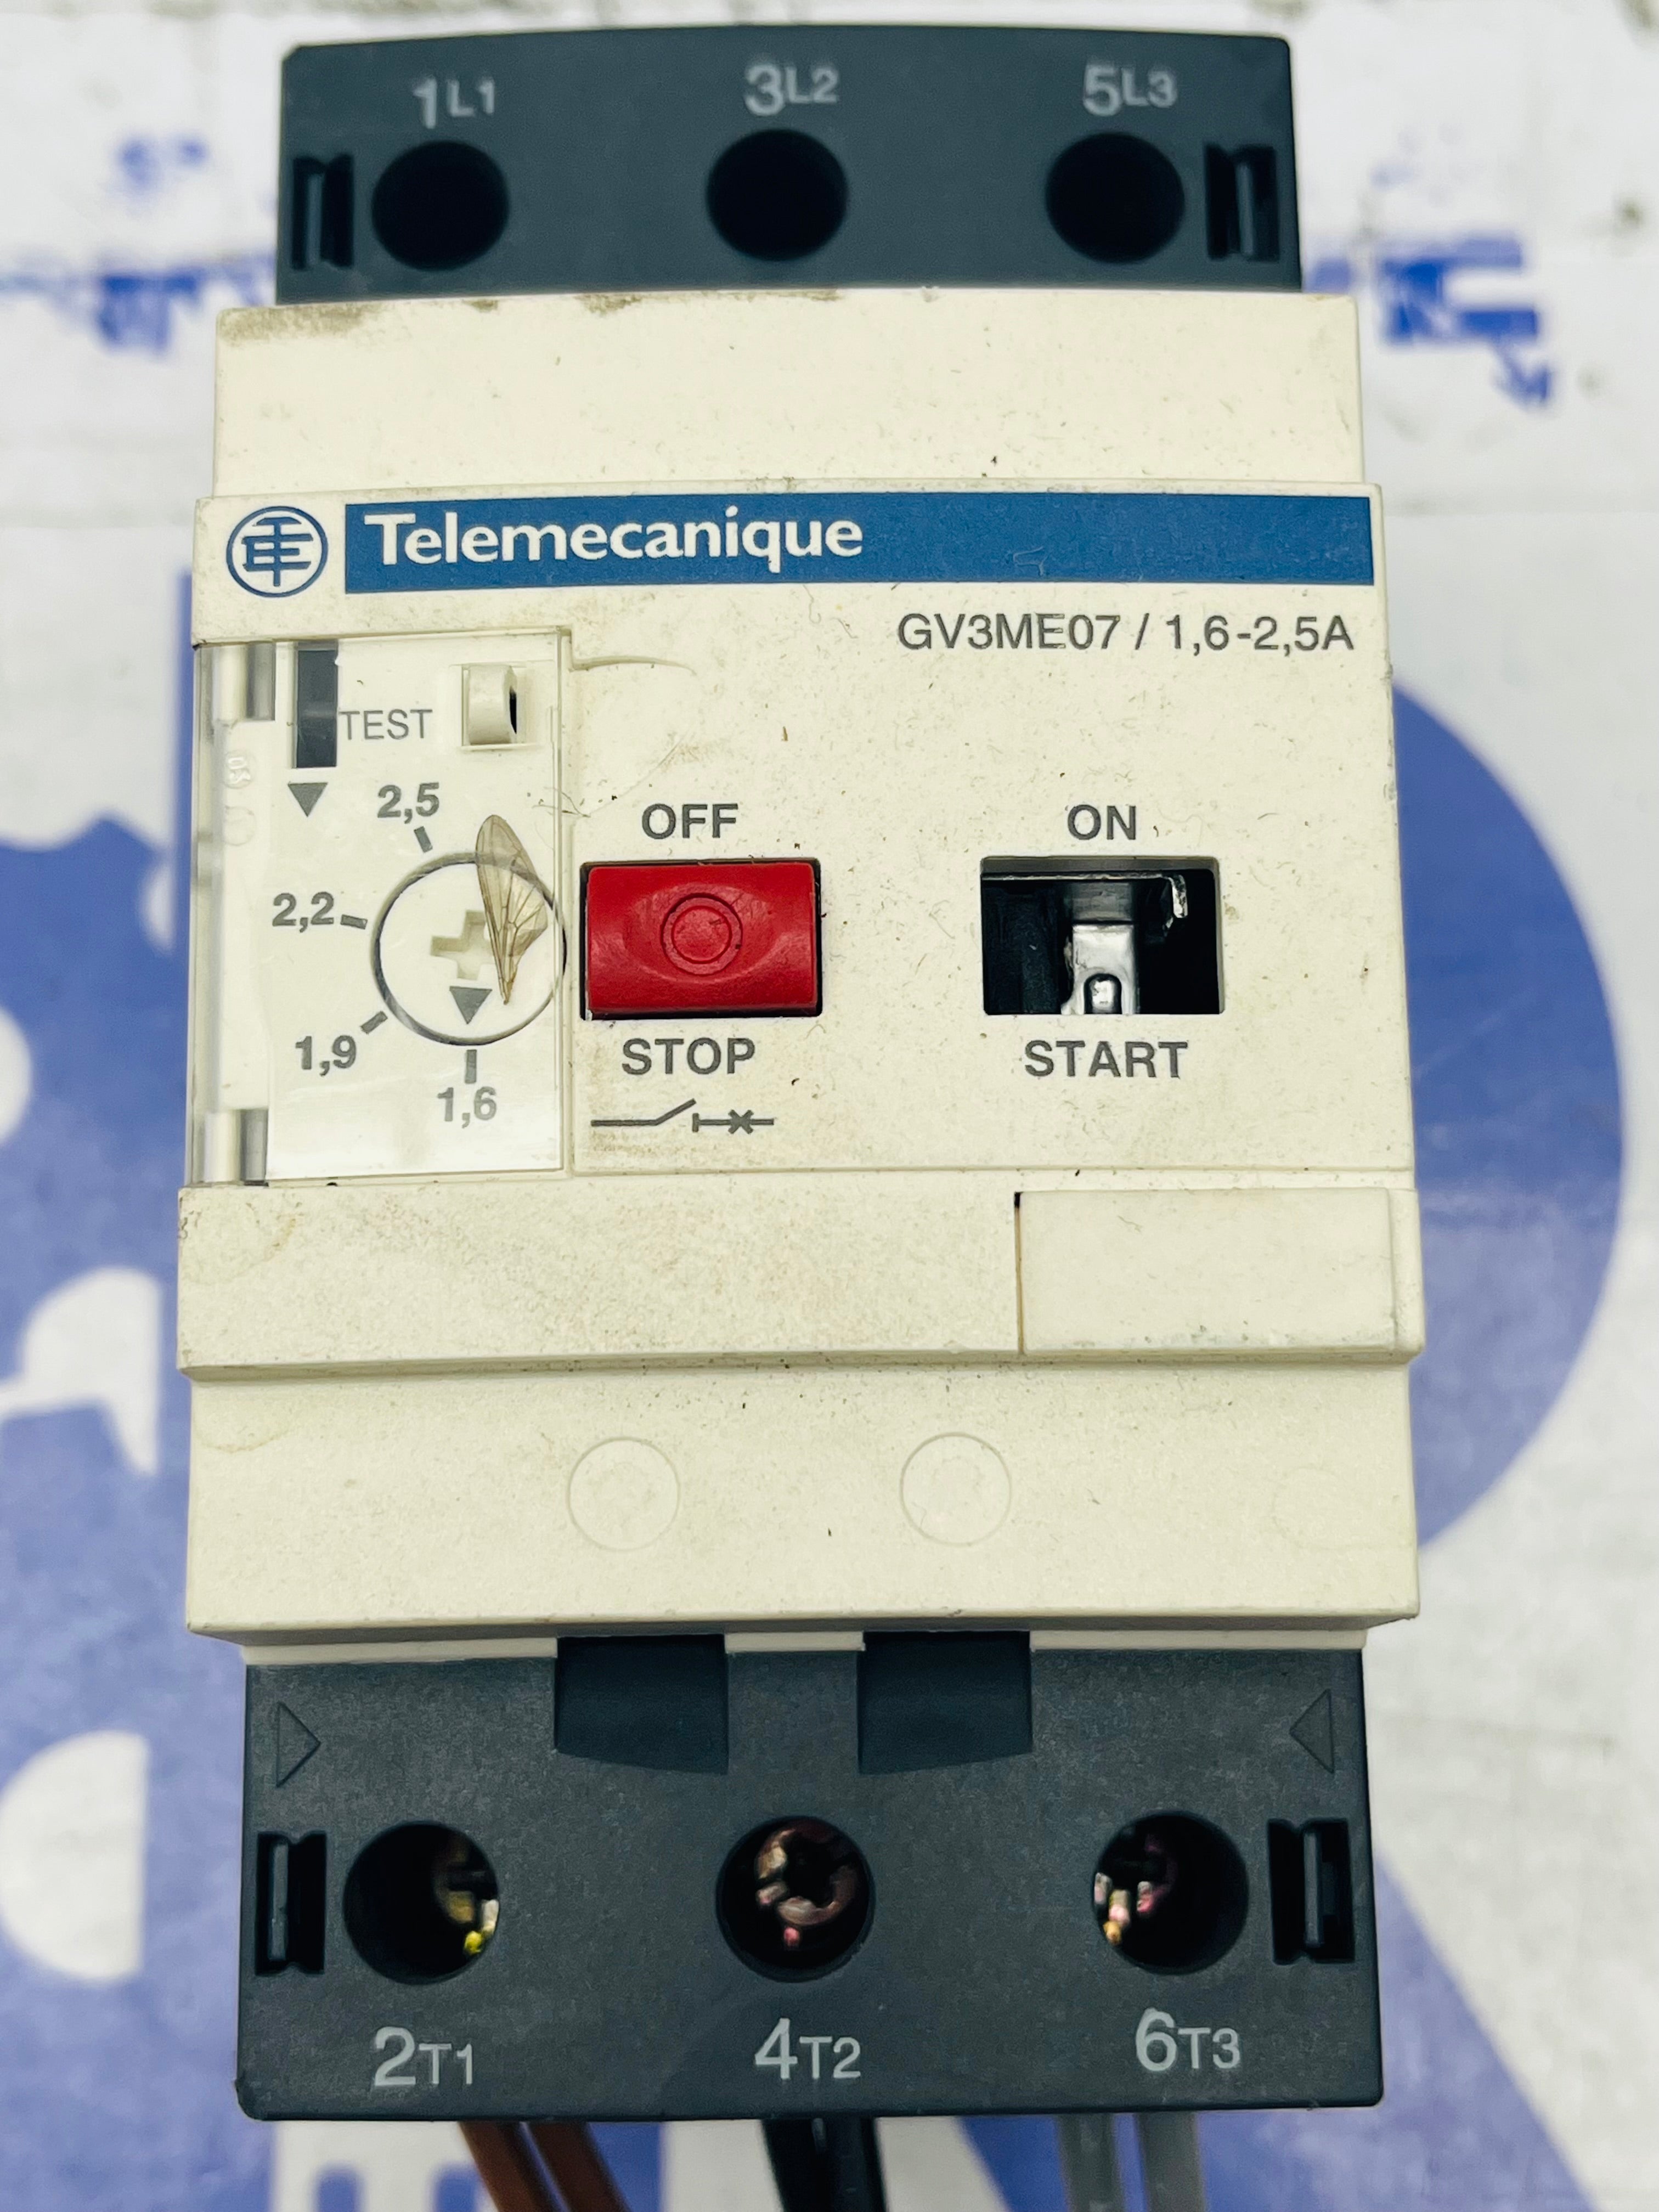 1L1 3L2 5L3
Telemecanique
GV3ME07 / 1,6-2,5A
TEST
2,5
2,2
1,9
1,6
OFF ON
STOP START
2T1 4T2 6T3